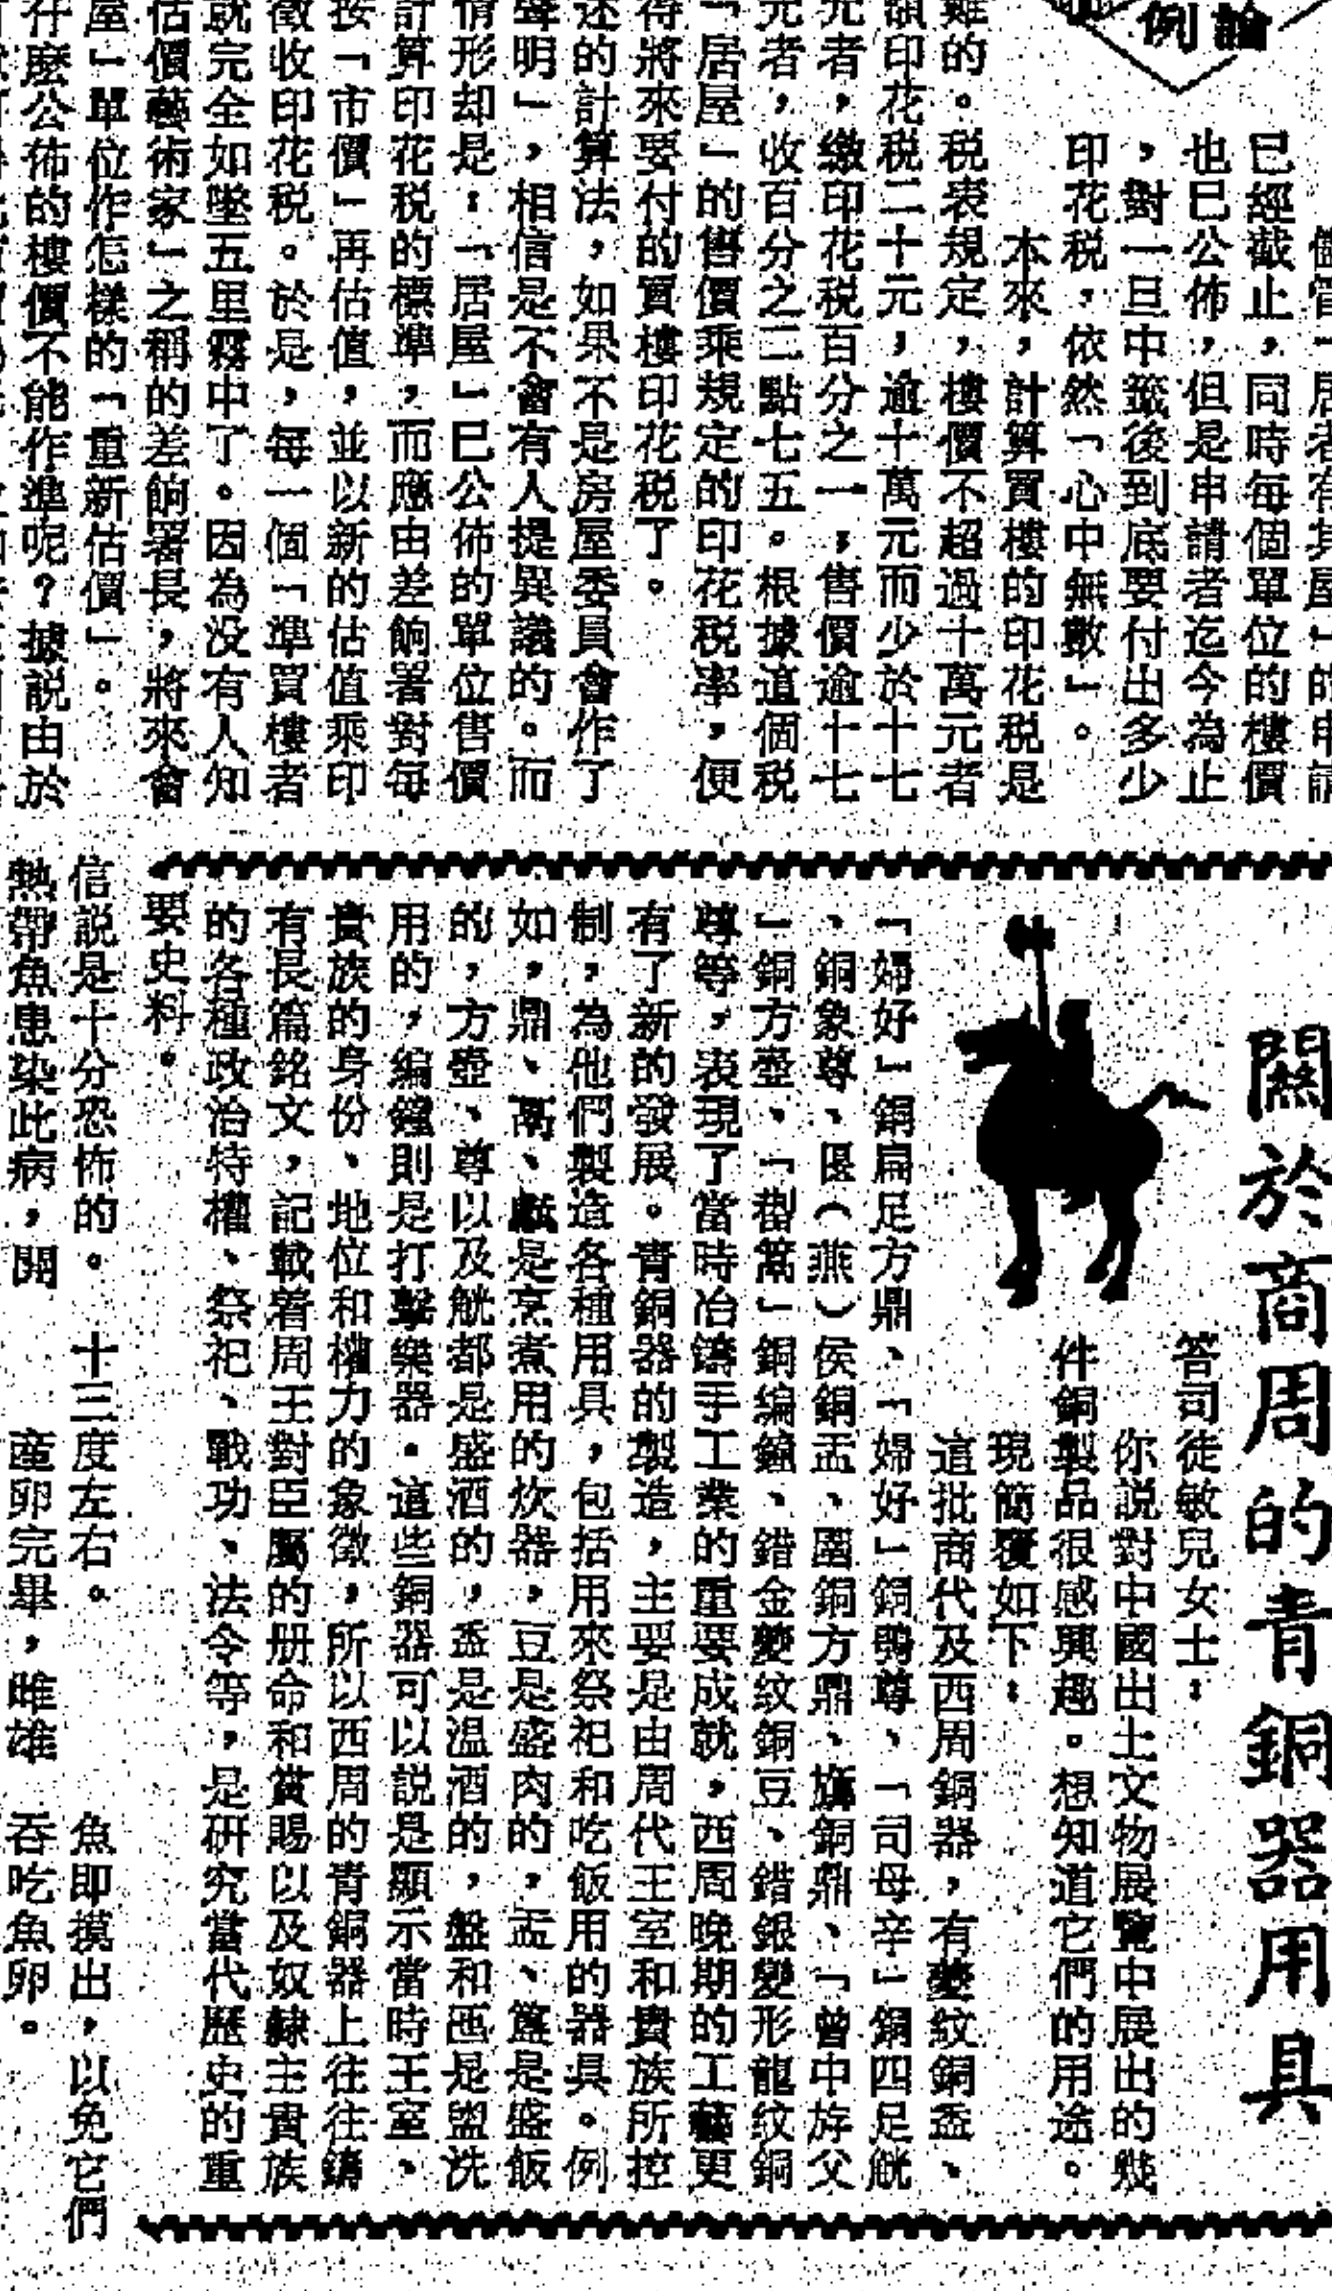 論
例
儘管「居者有其屋」的申請
已經截止，同時每個單位的樓價
也已公佈，但是申請者迄今為止
，對一旦中籤後到底要付出多少
印花税，依然「心中無數」。
本來，計算買樓的印花税是
難的。税表規定，樓價不超過十萬元者
額印花税二十元，逾十萬元而少於十七
元者，繳印花税百分之一，售價逾十七
元者，收百分之二點七五。根據這個税
「居屋」的售價乘規定的印花税率，便
得將來要付的買樓印花税了。
述的計算法，如果不是房屋委員會作了
聲明」，相信是不會有人提異議的。而
情形却是：「居屋」已公佈的單位售價
計算印花税的標準，而應由差餉署對每
按「市價」再估值，並以新的估值乘印
徵收印花税。於是，每一個「準買樓者
就完全如墜五里霧中了。因為没有人知
估價藝術家」之稱的差餉署長，將來會
屋」單位作怎樣的「重新估價」。
什麼公佈的樓價不能作準呢？據説由於
關於商周的青銅器用具
答司徒敏兒女士：
你説對中國出土文物展覽中展出的幾
件銅製品很感興趣。想知道它們的用途。
現簡覆如下：
這批商代及西周銅器，有夔紋銅盉、
「婦好」銅扁足方鼎、「婦好」銅鴞尊、「司母辛」銅四足觥
、銅象尊、匽（燕）侯銅盂、圉銅方鼎、旟銅鼎、「曾中斿父
」銅方壺、「㽙篙」銅編鐘、錯金夔紋銅豆、錯銀變形龍紋銅
尊等，表現了當時冶鑄手工業的重要成就，西周晚期的工藝更
有了新的發展。青銅器的製造，主要是由周代王室和貴族所控
制，為他們製造各種用具，包括用來祭祀和吃飯用的器具。例
如，鼎、鬲、甗是烹煮用的炊器，豆是盛肉的，盂、簋是盛飯
的，方壺、尊以及觥都是盛酒的，盉是温酒的，盤和匜是盥洗
用的，編鐘則是打擊樂器。這些銅器可以説是顯示當時王室、
貴族的身份、地位和權力的象徵，所以西周的青銅器上往往鑄
有長篇銘文，記載着周王對臣屬的册命和賞賜以及奴隸主貴族
的各種政治特權、祭祀、戰功、法令等，是研究當代歷史的重
要史料。
信説是十分恐怖的。
熱帶魚患染此病，開
十三度左右。
產卵完畢，雌雄
魚即摸出，以免它們
吞吃魚卵。